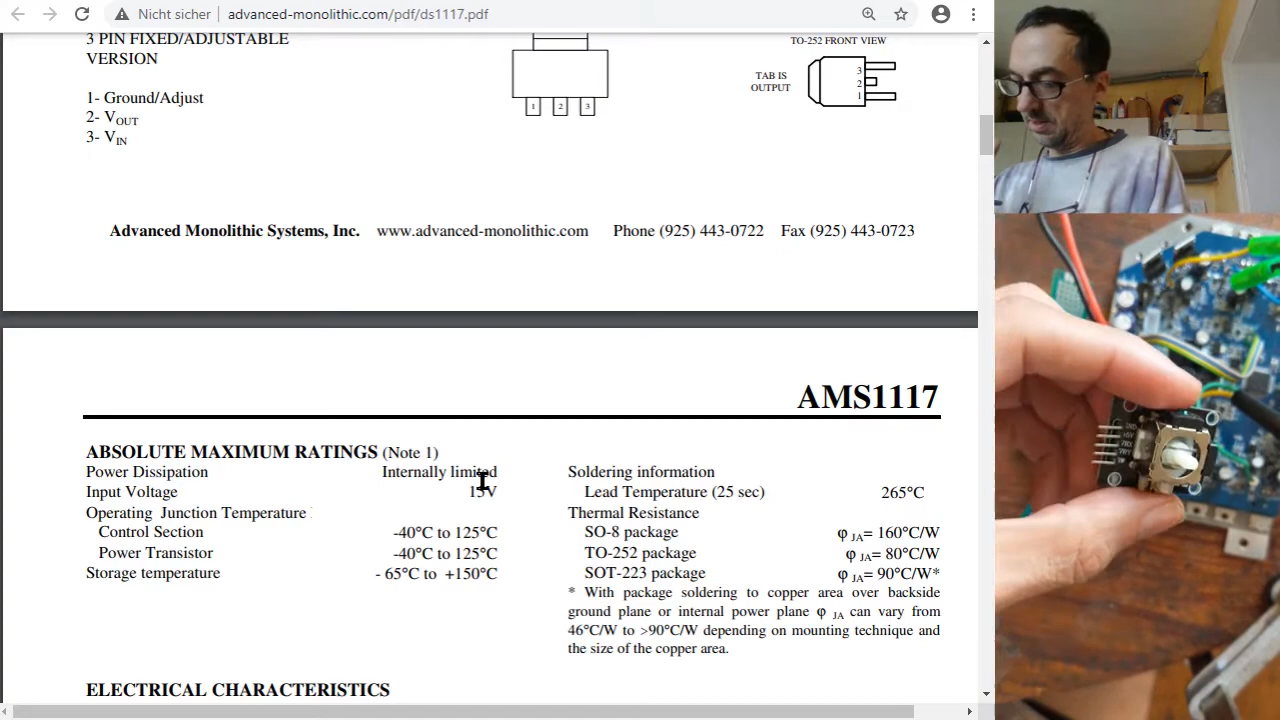 Nicht sicher
advanced-monolithic.com/pdf/ds1117.pdf
3 PIN FIXED/ADJUSTABLE
VERSION
1- Ground/Adjust
2- VOUT
3- VIN
1 2 3
TO-252 FRONT VIEW
TAB IS
OUTPUT
3
2
1
Advanced Monolithic Systems, Inc. www.advanced-monolithic.com Phone (925) 443-0722 Fax (925) 443-0723
AMS1117
ABSOLUTE MAXIMUM RATINGS (Note 1)
Power Dissipation Internally limited
Input Voltage 15V
Operating Junction Temperature
Control Section -40°C to 125°C
Power Transistor -40°C to 125°C
Storage temperature - 65°C to +150°C
Soldering information
Lead Temperature (25 sec) 265°C
Thermal Resistance
SO-8 package φ JA= 160°C/W
TO-252 package φ JA= 80°C/W
SOT-223 package φ JA= 90°C/W*
* With package soldering to copper area over backside
ground plane or internal power plane φ JA can vary from
46°C/W to >90°C/W depending on mounting technique and
the size of the copper area.
ELECTRICAL CHARACTERISTICS